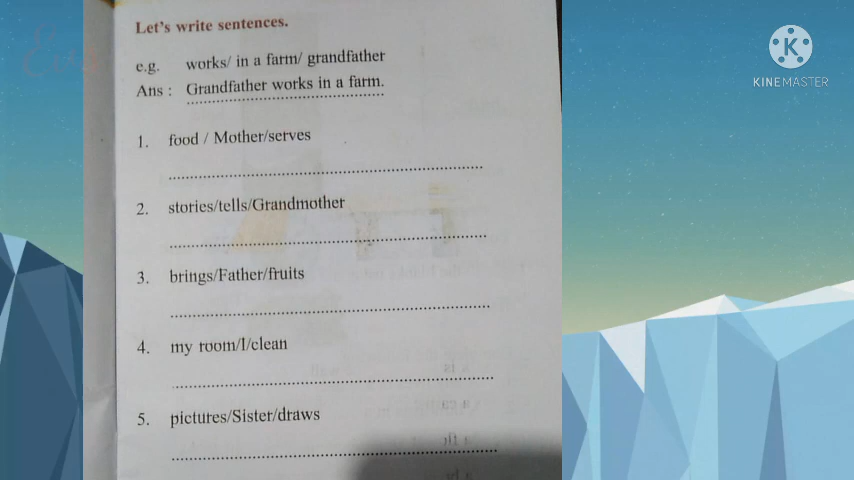 Let's write sentences.
e.g. works/ in a farm/ grandfather
Ans : Grandfather works in a farm.
1. food / Mother/serves
2. stories/tells/Grandmother
3. brings/Father/fruits
4. my room/I/clean
5. pictures/Sister/draws
K
KINEMASTER